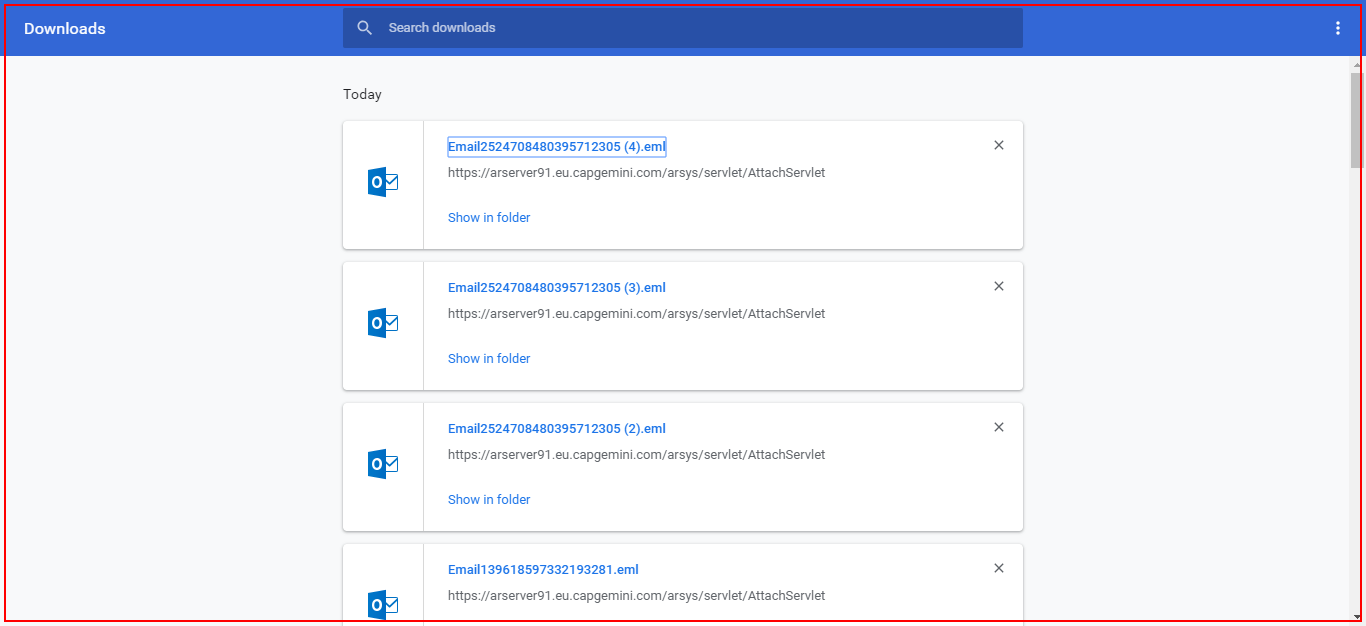 Downloads
Search downloads
Today
Email2524708480395712305 (4).eml
https://arserver91.eu.capgemini.com/arsys/servlet/AttachServlet
Show in folder
Email2524708480395712305 (3).eml
https://arserver91.eu.capgemini.com/arsys/servlet/AttachServlet
Show in folder
Email2524708480395712305 (2).eml
https://arserver91.eu.capgemini.com/arsys/servlet/AttachServlet
Show in folder
Email139618597332193281.eml
https://arserver91.eu.capgemini.com/arsys/servlet/AttachServlet